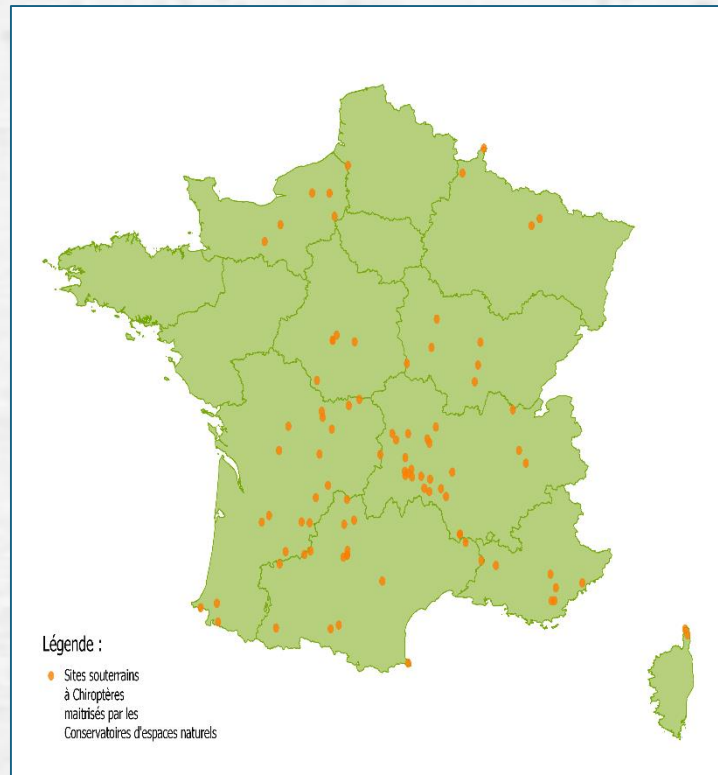 Légende :
Sites souterrains
à Chiroptères
maitrisés par les
Conservatoires d'espaces naturels